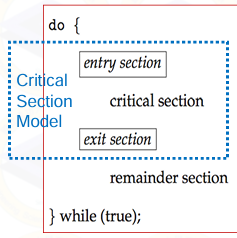 do {
entry section
Critical
Section
Model
critical section
exit section
remainder section
} while (true);